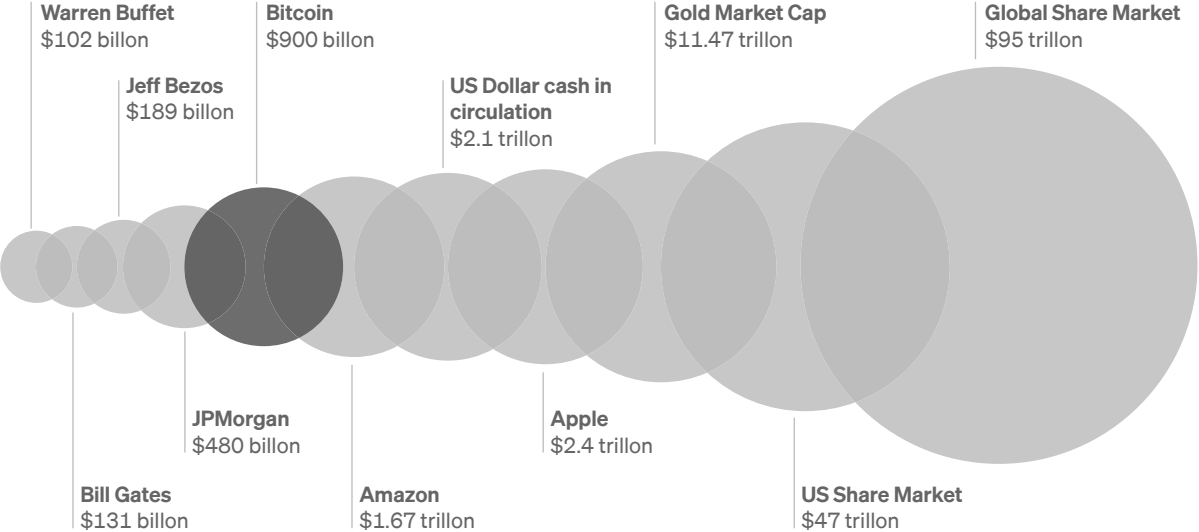 Warren Buffet
$102 billon
Bitcoin
$900 billon
Gold Market Cap
$11.47 trillon
Global Share Market
$95 trillon
Jeff Bezos
$189 billon
US Dollar cash in
circulation
$2.1 trillon
JPMorgan
$480 billon
Apple
$2.4 trillon
Bill Gates
$131 billon
Amazon
$1.67 trillon
US Share Market
$47 trillon